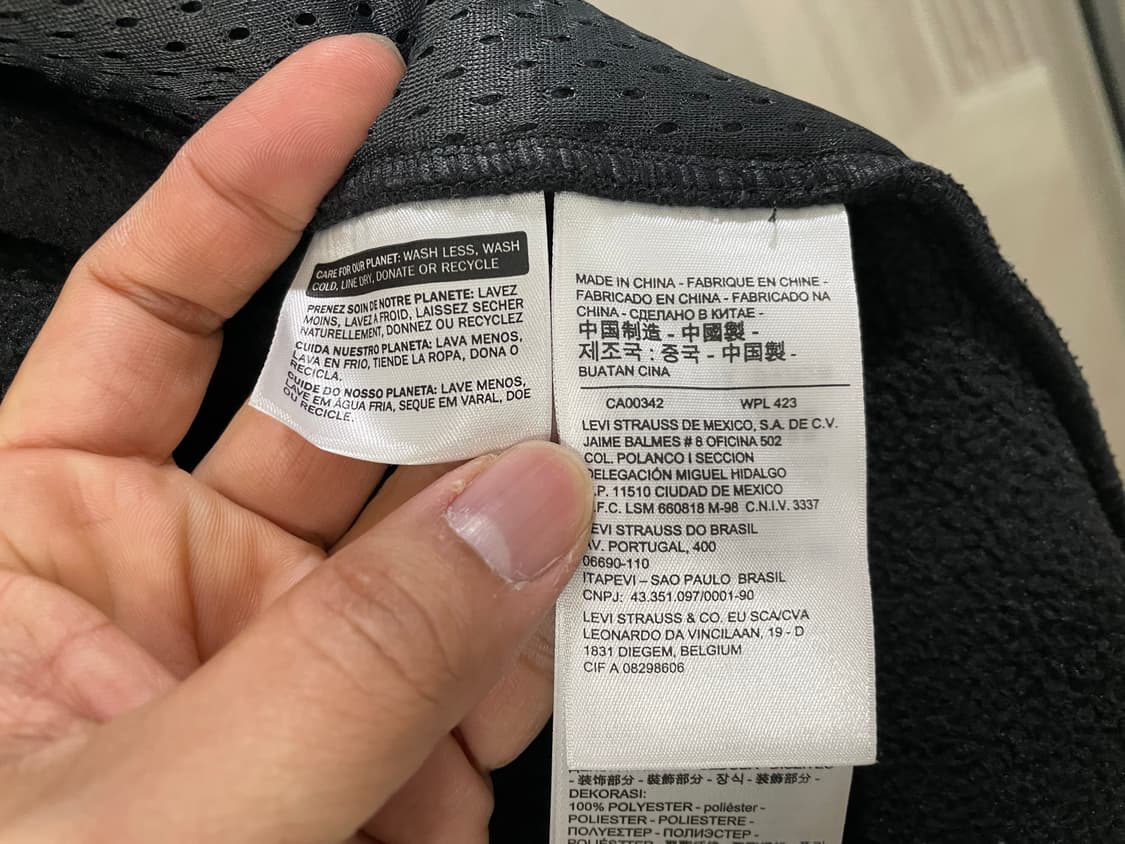 CARE FOR OUR PLANET: WASH LESS, WASH
COLD, LINE DRY, DONATE OR RECYCLE
PRENEZ SOIN DE NOTRE PLANETE: LAVEZ
MOINS, LAVEZ À FROID, LAISSEZ SECHER
NATURELLEMENT, DONNEZ OU RECYCLEZ
CUIDA NUESTRO PLANETA: LAVA MENOS,
LAVA EN FRIO, TIENDE LA ROPA, DONA O
RECICLA.
CUIDE DO NOSSO PLANETA: LAVE MENOS,
LAVE EM ÁGUA FRIA, SEQUE EM VARAL, DOE
OU RECICLE.
MADE IN CHINA - FABRIQUE EN CHINE -
FABRICADO EN CHINA - FABRICADO NA
CHINA - СДЕЛАНО В КИТАЕ -
中国制造 - 中國製 -
제조국 : 중국 - 中国製 -
BUATAN CINA
CA00342 WPL 423
LEVI STRAUSS DE MEXICO, S.A. DE C.V.
JAIME BALMES # 8 OFICINA 502
COL. POLANCO I SECCION
DELEGACIÓN MIGUEL HIDALGO
.P. 11510 CIUDAD DE MEXICO
.F.C. LSM 660818 M-98 C.N.I.V. 3337
LEVI STRAUSS DO BRASIL
AV. PORTUGAL, 400
06690-110
ITAPEVI – SAO PAULO BRASIL
CNPJ: 43.351.097/0001-90
LEVI STRAUSS & CO. EU SCA/CVA
LEONARDO DA VINCILAAN, 19 - D
1831 DIEGEM, BELGIUM
CIF A 08298606
- 装饰部分 - 裝飾部分 - 장식 - 装飾部分 -
DEKORASI:
100% POLYESTER - poliéster -
POLIESTER - POLIESTERE -
ΠΟΛΥΕΣΤΕΡ - ПОЛИЭСТЕР -